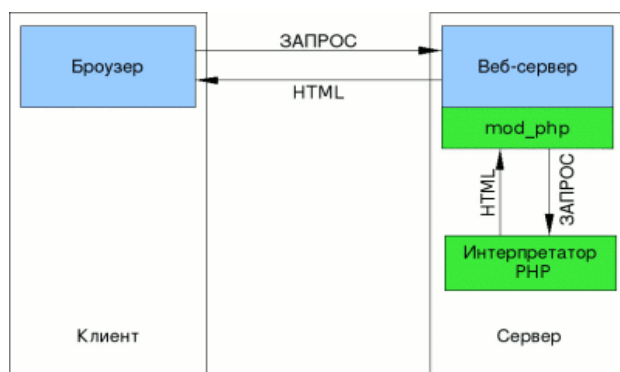 ЗАПРОС
Броузер
Веб-сервер
HTML
mod_php
HTML
ЗАПРОС
Интерпретатор
PHP
Клиент
Сервер